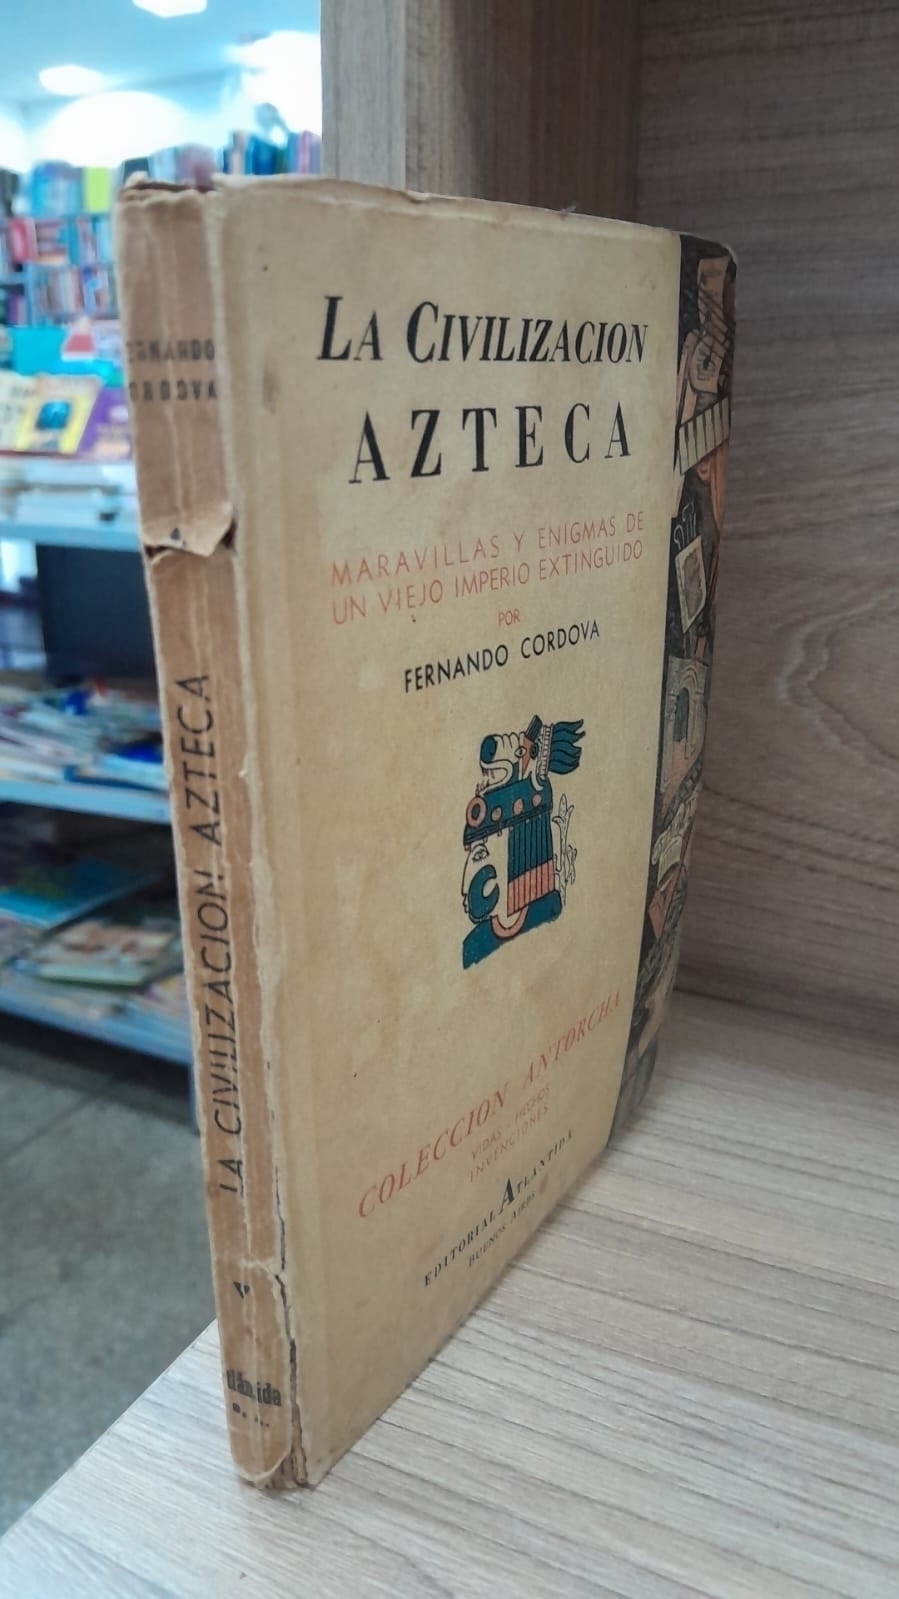 LA CIVILIZACION
AZTECA
MARAVILLAS Y ENIGMAS DE
UN VIEJO IMPERIO EXTINGUIDO
POR
FERNANDO CORDOVA
COLECCION ANTORCHA
VIDAS - HECHOS
INVENCIONES
EDITORIAL ATLANTIDA
BUENOS AIRES
LA CIVILIZACION AZTECA